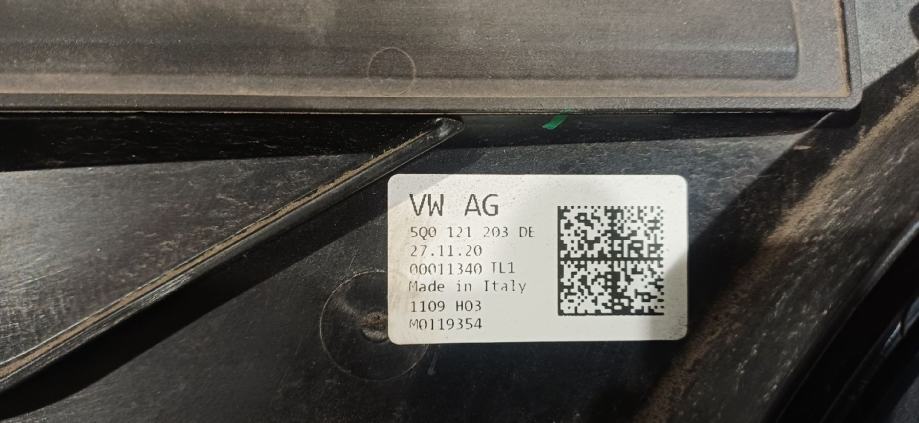 VW AG
5Q0 121 203 DE
27.11.20
00011340 TL1
Made in Italy
1109 H03
M0119354